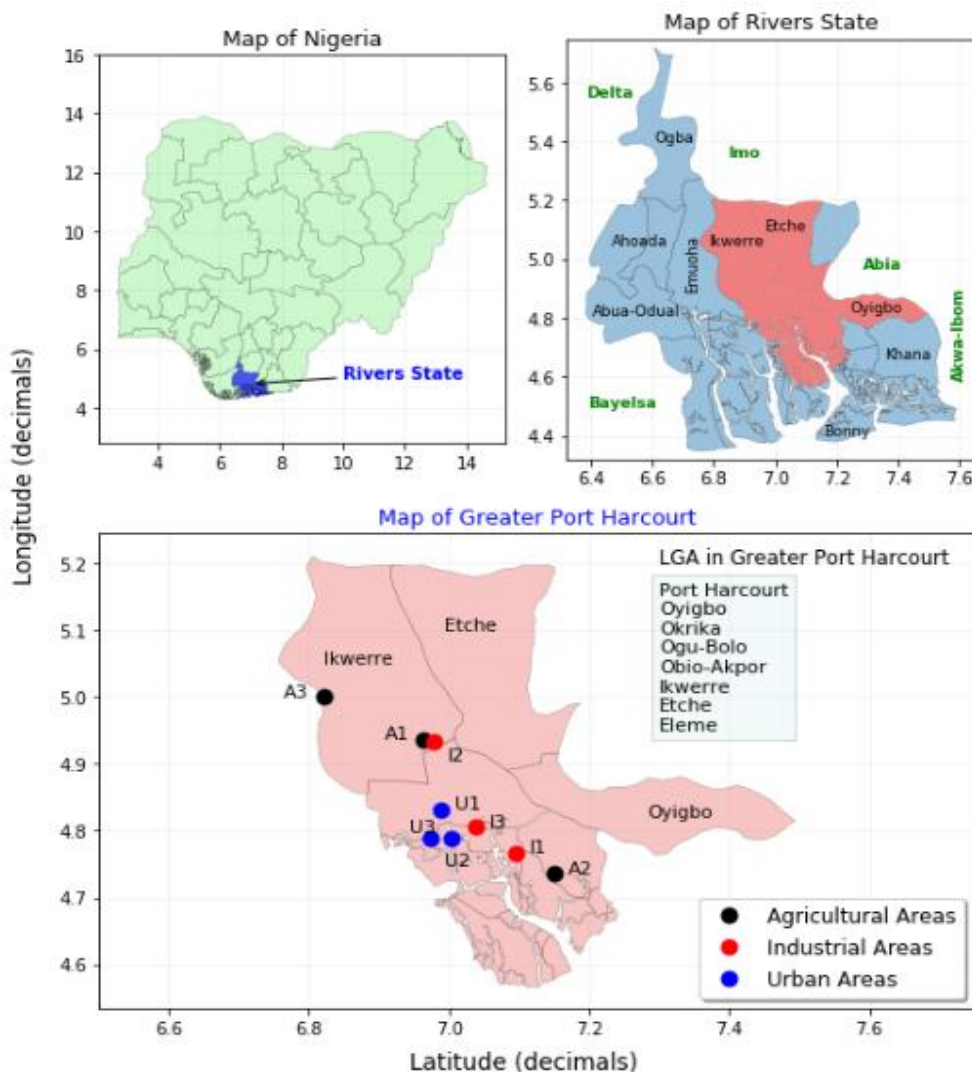 Map of Nigeria
16
14
12
10
8
6
4
Rivers State
4
6
8
10
12
14
Map of Rivers State
5.6
5.4
5.2
5.0
4.8
4.6
4.4
Delta
Ogba
Imo
Etche
Ikwerre
Ahoada
Emuoha
Abia
Abua-Odual
Oyigbo
Khana
Akwa-Ibom
Bayelsa
Bonny
6.4
6.6
6.8
7.0
7.2
7.4
7.6
Longitude (decimals)
Map of Greater Port Harcourt
5.2
5.1
5.0
4.9
4.8
4.7
4.6
LGA in Greater Port Harcourt
Port Harcourt
Oyigbo
Okrika
Ogu-Bolo
Obio-Akpor
Ikwerre
Etche
Eleme
Etche
Ikwerre
A3
A1
I2
Oyigbo
U1
U3
I3
U2
I1
A2
Agricultural Areas
Industrial Areas
Urban Areas
6.6
6.8
7.0
7.2
7.4
7.6
Latitude (decimals)